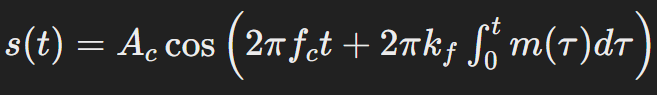 s(t) = A_c cos(2πf_c t + 2πk_f ∫_0^t m(τ)dτ)